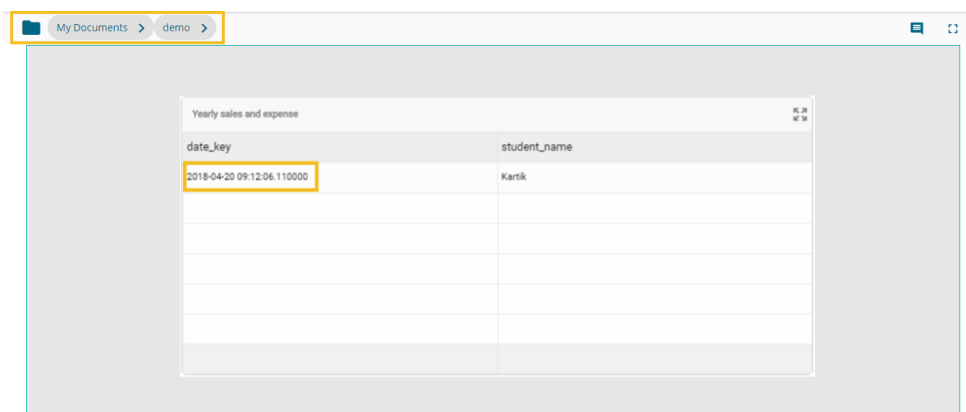 My Documents > demo >
Yearly sales and expense
date_key student_name
2018-04-20 09:12:06.110000 Kartik